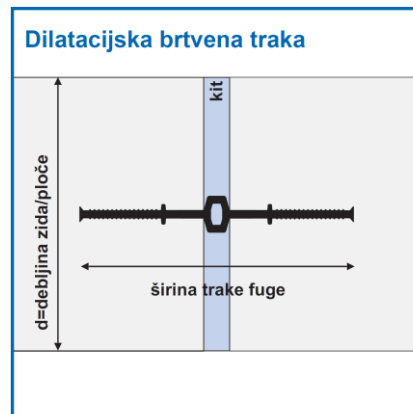 Dilatacijska brtvena traka
kit
d=debljina zida/ploče
širina trake fuge